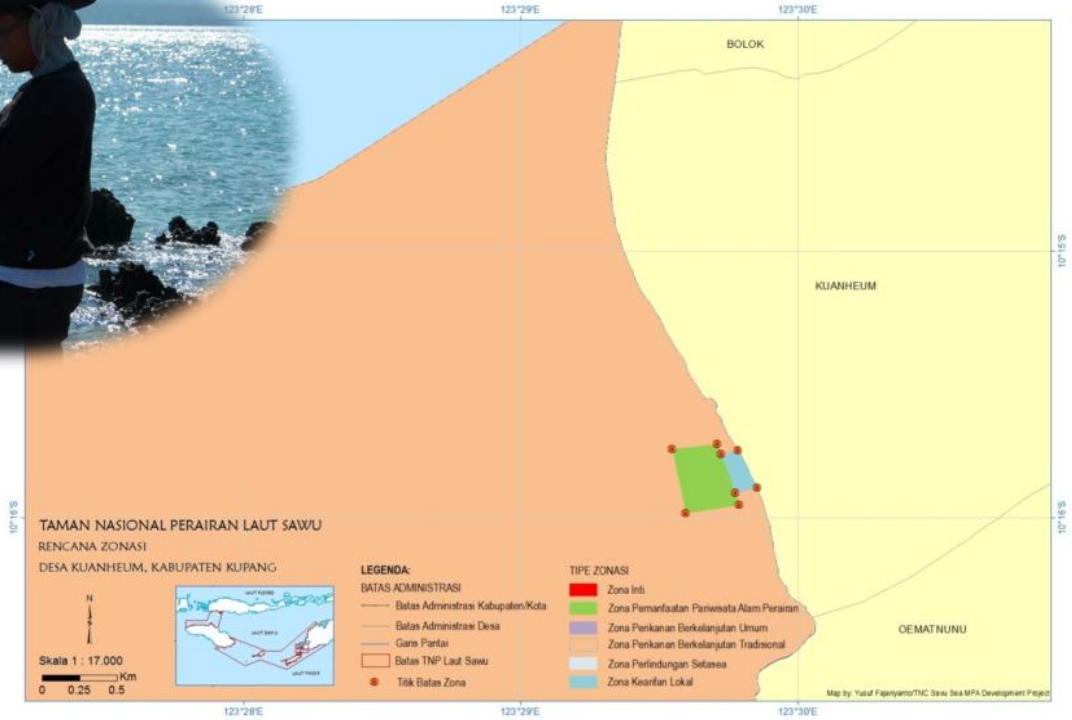 123°28'E 123°29'E 123°30'E
BOLOK
10°15'S
KUANHEUM
10°16'S 10°16'S
TAMAN NASIONAL PERAIRAN LAUT SAWU
RENCANA ZONASI
DESA KUANHEUM, KABUPATEN KUPANG
N
Skala 1 : 17.000
Km
0 0.25 0.5
LAUT FLORES
LAUT SAWU
LAUT TIMOR
LEGENDA:
BATAS ADMINISTRASI
Batas Administrasi Kabupaten/Kota
Batas Administrasi Desa
Garis Pantai
Batas TNP Laut Sawu
Titik Batas Zona
TIPE ZONASI
Zona Inti
Zona Pemanfaatan Pariwisata Alam Perairan
Zona Perikanan Berkelanjutan Umum
Zona Perikanan Berkelanjutan Tradisional
Zona Perlindungan Setasea
Zona Kearifan Lokal
OEMATNUNU
Map by: Yusuf Fajariyanto/TNC Savu Sea MPA Development Project
123°28'E 123°29'E 123°30'E